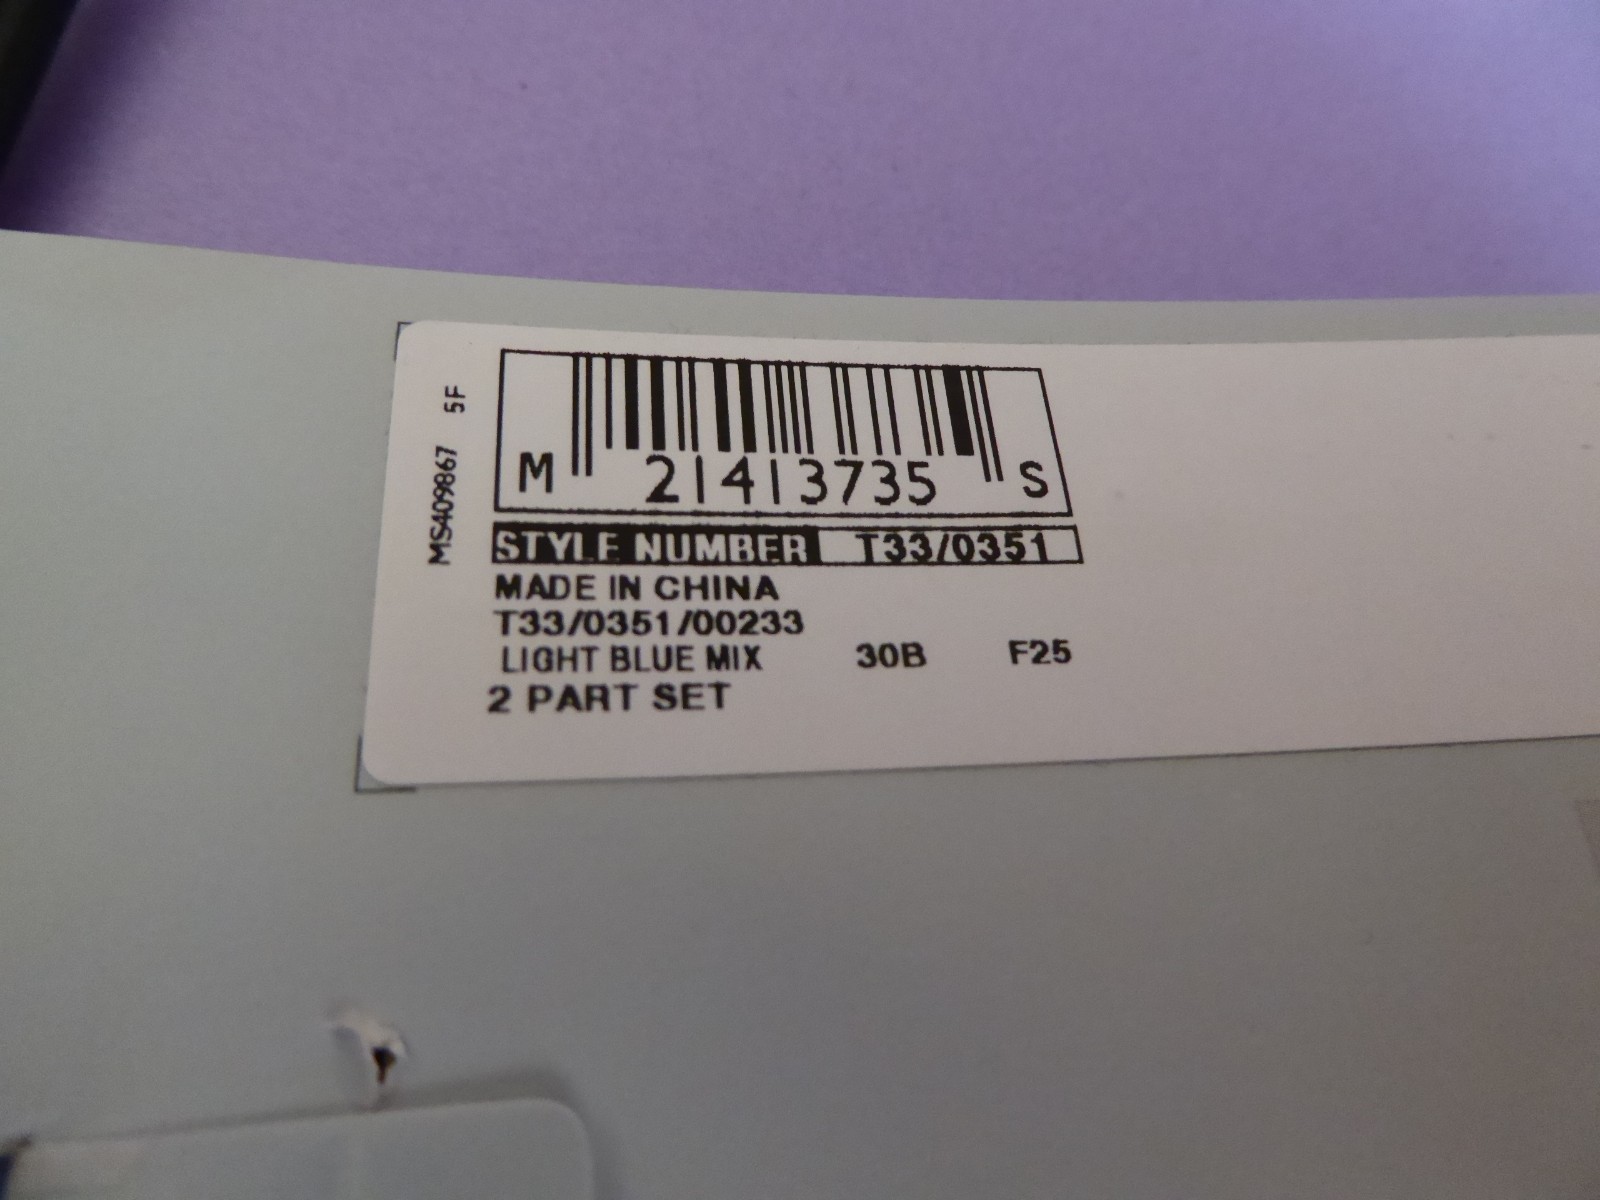 MS409867 5F
M 21413735 S
STYLE NUMBER T33/0351
MADE IN CHINA
T33/0351/00233
LIGHT BLUE MIX 30B F25
2 PART SET